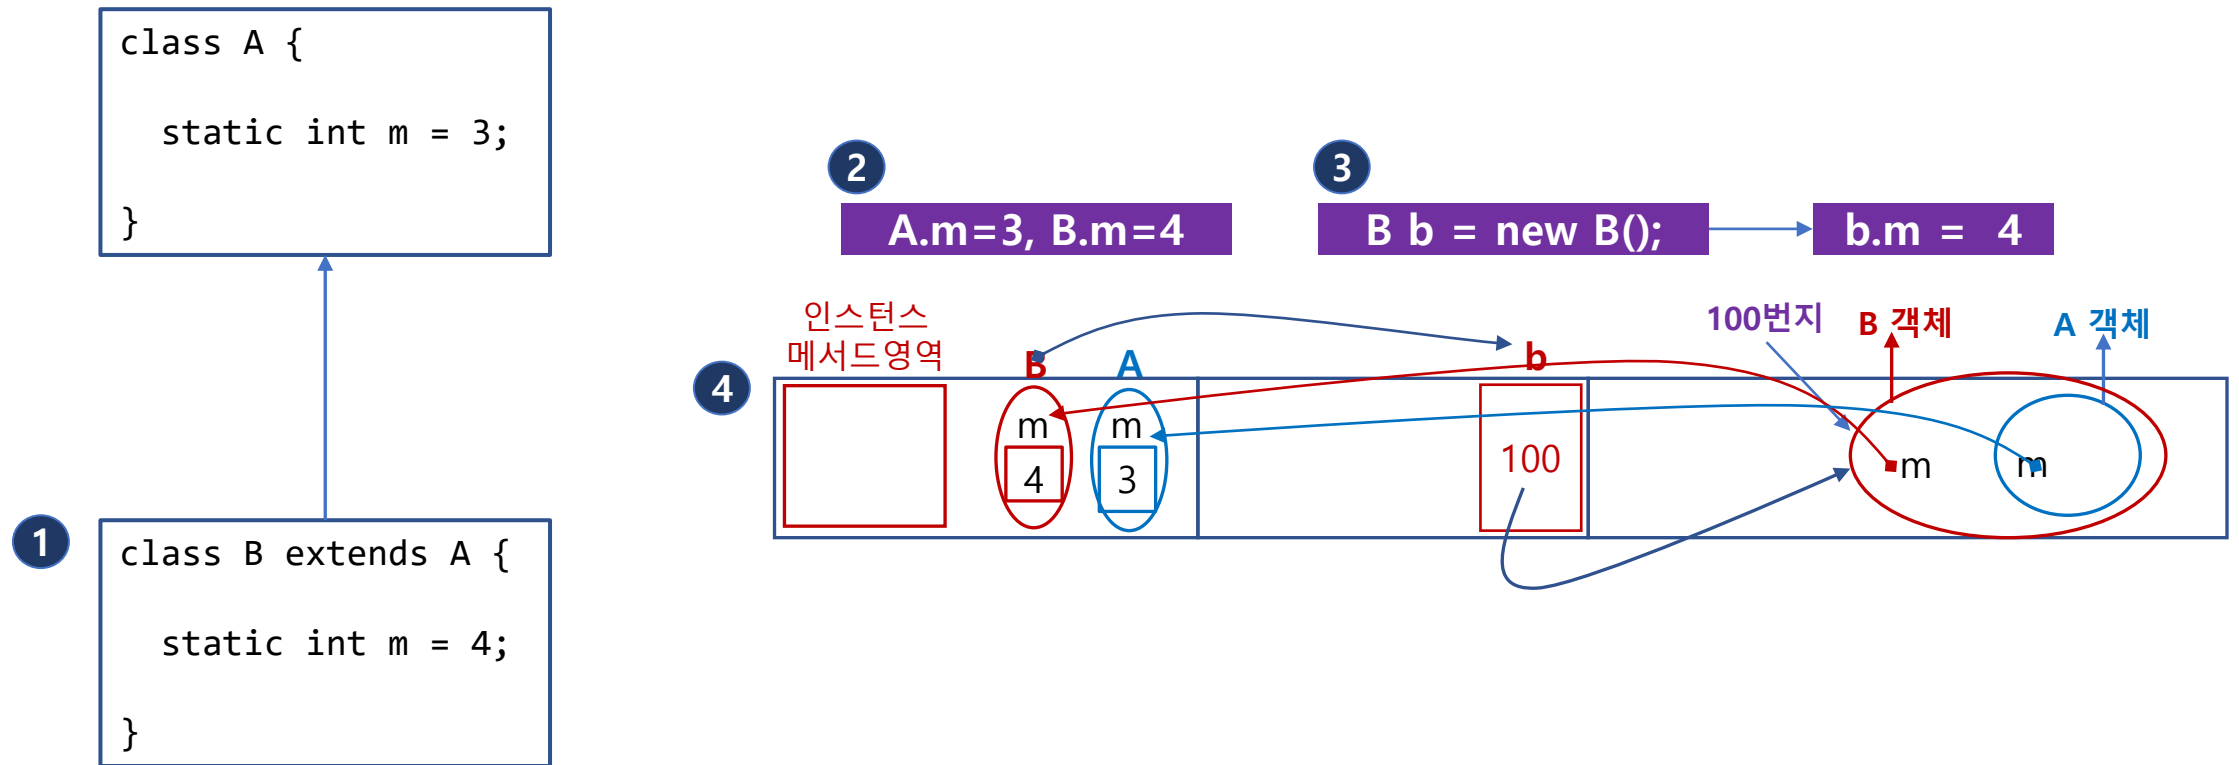 class A {
static int m = 3;
}
1
class B extends A {
static int m = 4;
}
2
A.m=3, B.m=4
3
B b = new B();
b.m = 4
4
인스턴스
메서드영역
B
A
b
100번지
B 객체
A 객체
m
4
m
3
100
m
m